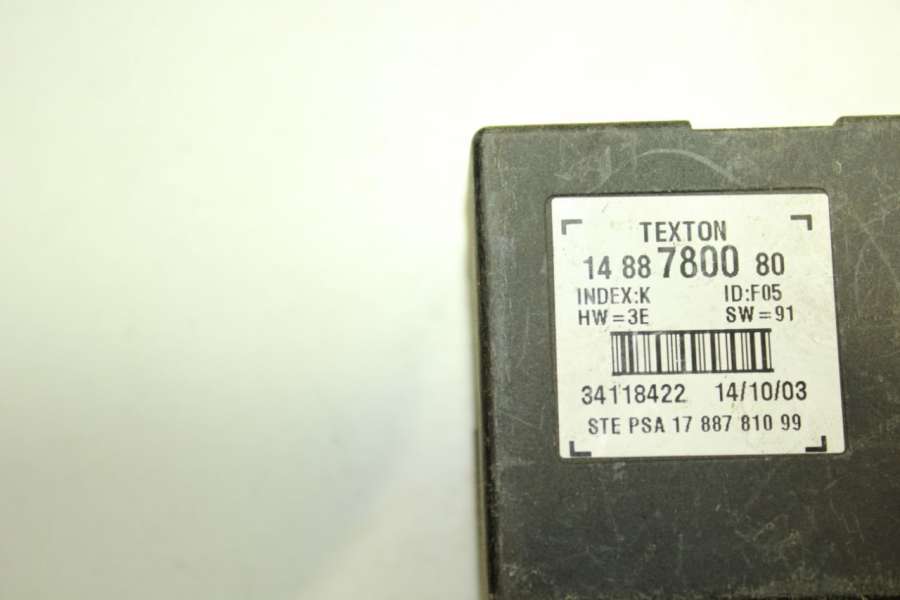 TEXTON
14 88 7800 80
INDEX:K ID:F05
HW=3E SW=91
34118422 14/10/03
STE PSA 17 887 810 99